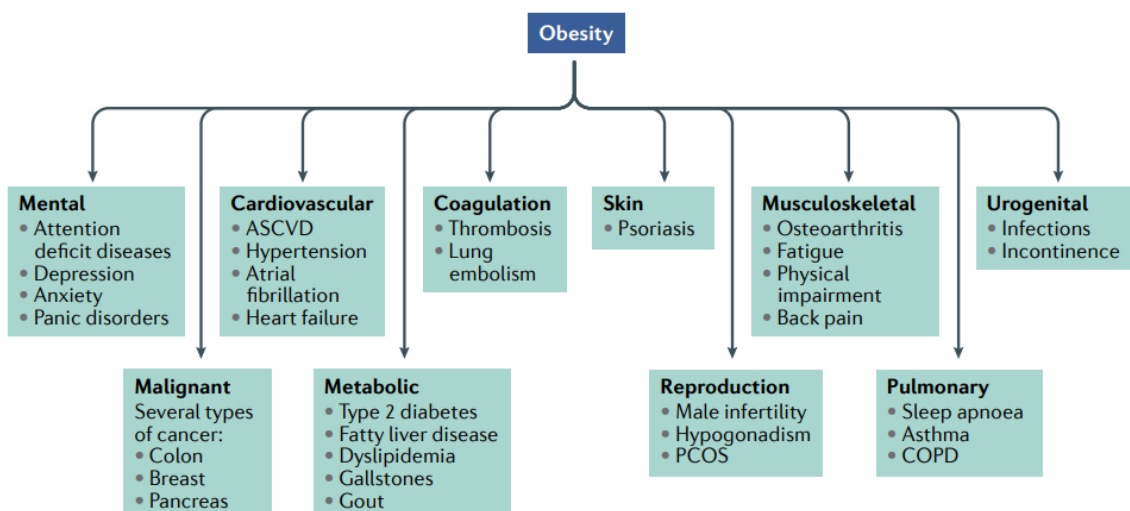 Obesity
Mental
• Attention
deficit diseases
• Depression
• Anxiety
• Panic disorders
Cardiovascular
• ASCVD
• Hypertension
• Atrial
fibrillation
• Heart failure
Coagulation
• Thrombosis
• Lung
embolism
Skin
• Psoriasis
Musculoskeletal
• Osteoarthritis
• Fatigue
• Physical
impairment
• Back pain
Urogenital
• Infections
• Incontinence
Malignant
Several types
of cancer:
• Colon
• Breast
• Pancreas
Metabolic
• Type 2 diabetes
• Fatty liver disease
• Dyslipidemia
• Gallstones
• Gout
Reproduction
• Male infertility
• Hypogonadism
• PCOS
Pulmonary
• Sleep apnoea
• Asthma
• COPD